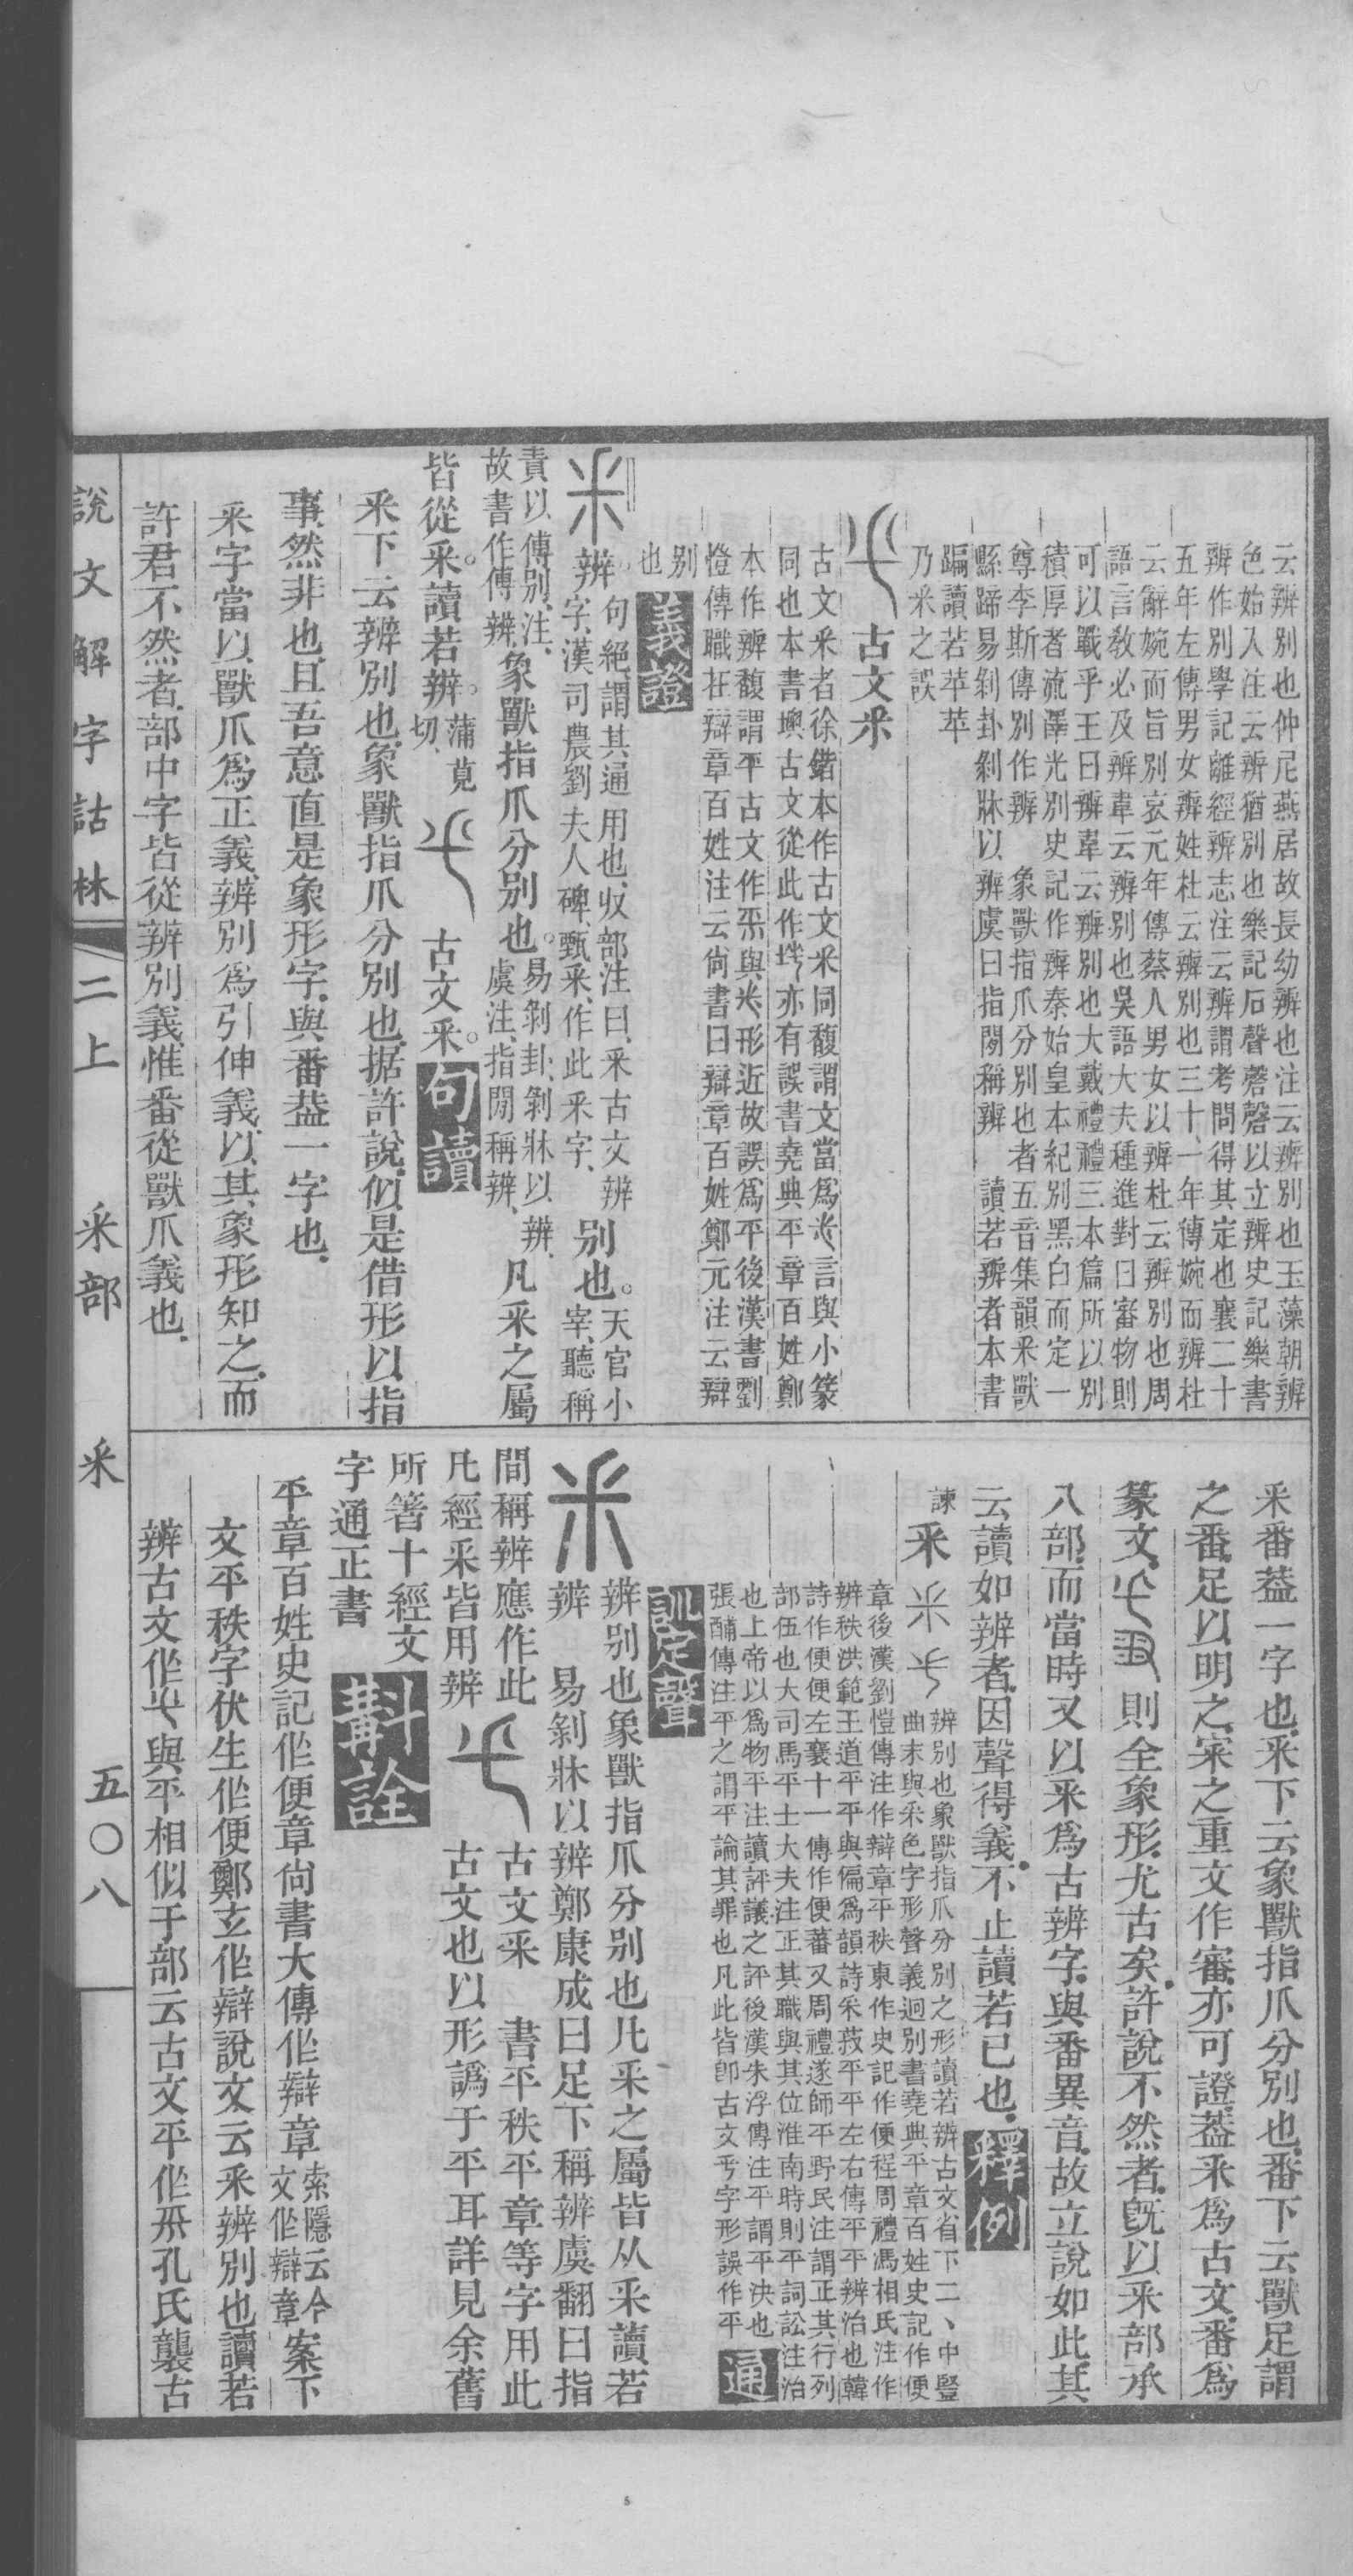 云辨別也仲尼燕居故長幼辨也注云辨別也玉藻朝辨
色始入注云辨猶別也樂記石聲磬磬以立辨史記樂書
辨作別學記離經辨志注云辨謂考問得其定也襄二十
五年左傳男女辨姓杜云辨別也三十一年傳婉而辨杜
云解婉而旨別哀元年傳蔡人男女以辨杜云辨別也周
語言教必及辨韋云辨別也吳語大夫種進對曰審物則
可以戰乎王曰辨韋云辨別也大戴禮禮三本篇所以別
積厚者流澤光別史記作辨秦始皇本紀別黑白而定一
尊李斯傳別作辨 象獸指爪分別也者五音集韻釆獸
縣蹄易剝卦剝牀以辨虞曰指閒稱辨 讀若辨者本書
蹁讀若苹苹
乃釆之誤
古文釆
古文釆者徐鍇本作古文釆同馥謂文當為言與小篆
同也本書墺古文從此作亦有誤書堯典平章百姓鄭
本作辨馥謂平古文作與形近故誤為平後漢書劉
愷傳職在辯章百姓注云尚書曰辯章百姓鄭元注云辯
別
也 義證
釆 辨句絕謂其通用也収部注曰釆古文辨
字漢司農劉夫人碑甄釆作此釆字 别也天官小
宰聽稱
責以傅別注
故書作傅辨 象獸指爪分别也易剝卦剝牀以辨
虞注指閒稱辨 凡釆之屬
皆從釆讀若辨蒲莧
切 古文釆 句讀
釆下云辨別也象獸指爪分別也据許說似是借形以指
事然非也且吾意直是象形字與番葢一字也
釆字當以獸爪為正義辨別為引伸義以其象形知之而
許君不然者部中字皆從辨別義惟番從獸爪義也
釆番葢一字也釆下云象獸指爪分別也番下云獸足謂
之番足以明之宷之重文作審亦可證葢釆為古文番為
篆文則全象形尤古矣許說不然者旣以釆部承
八部而當時又以釆為古辨字與番異音故立說如此其
云讀如辨者因聲得義不止讀若已也 釋例
諫 釆 辨別也象獸指爪分別之形讀若辨古文省下二丶中豎
曲末與采色字形聲義迥別書堯典平章百姓史記作便
章後漢劉愷傳注作辯章平秩東作史記作便程周禮馮相氏注作
辨秩洪範王道平平與偏為韻詩采菽平平左右傳平平辨治也韓
詩作便便左襄十一傳作便蕃又周禮遂師平野民注謂正其行列
部伍也大司馬平士大夫注正其職與其位淮南時則平詞訟注治
也上帝以為物平注讀評議之評後漢朱浮傳注平謂平決也
張酺傳注平之謂平論其罪也凡此皆卽古文字形誤作平 通
訓定聲
釆 辨别也象獸指爪分别也凡釆之屬皆从釆讀若
辨 易剝牀以辨鄭康成曰足下稱辨虞翻曰指
間稱辨應作此 古文釆 書平秩平章等字用此
凡經釆皆用辨 古文也以形譌于平耳詳見余舊
所箸十經文
字通正書 斠詮
平章百姓史記作便章尚書大傳作辯章索隱云今
文作辯章案下
文平秩字伏生作便鄭玄作辯說文云釆辨別也讀若
辨古文作與平相似于部云古文平作孔氏襲古
說文解字詁林 二上 釆部 釆 五〇八